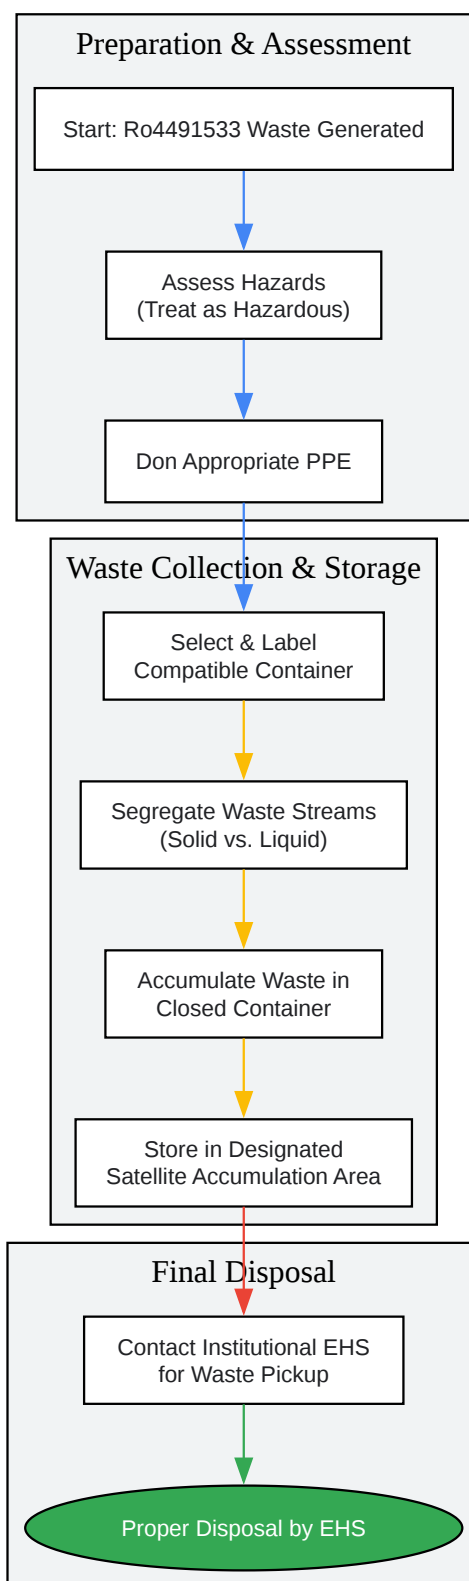 Preparation & Assessment
Start: Ro4491533 Waste Generated
Assess Hazards
(Treat as Hazardous)
Don Appropriate PPE
Waste Collection & Storage
Select & Label
Compatible Container
Segregate Waste Streams
(Solid vs. Liquid)
Accumulate Waste in
Closed Container
Store in Designated
Satellite Accumulation Area
Final Disposal
Contact Institutional EHS
for Waste Pickup
Proper Disposal by EHS